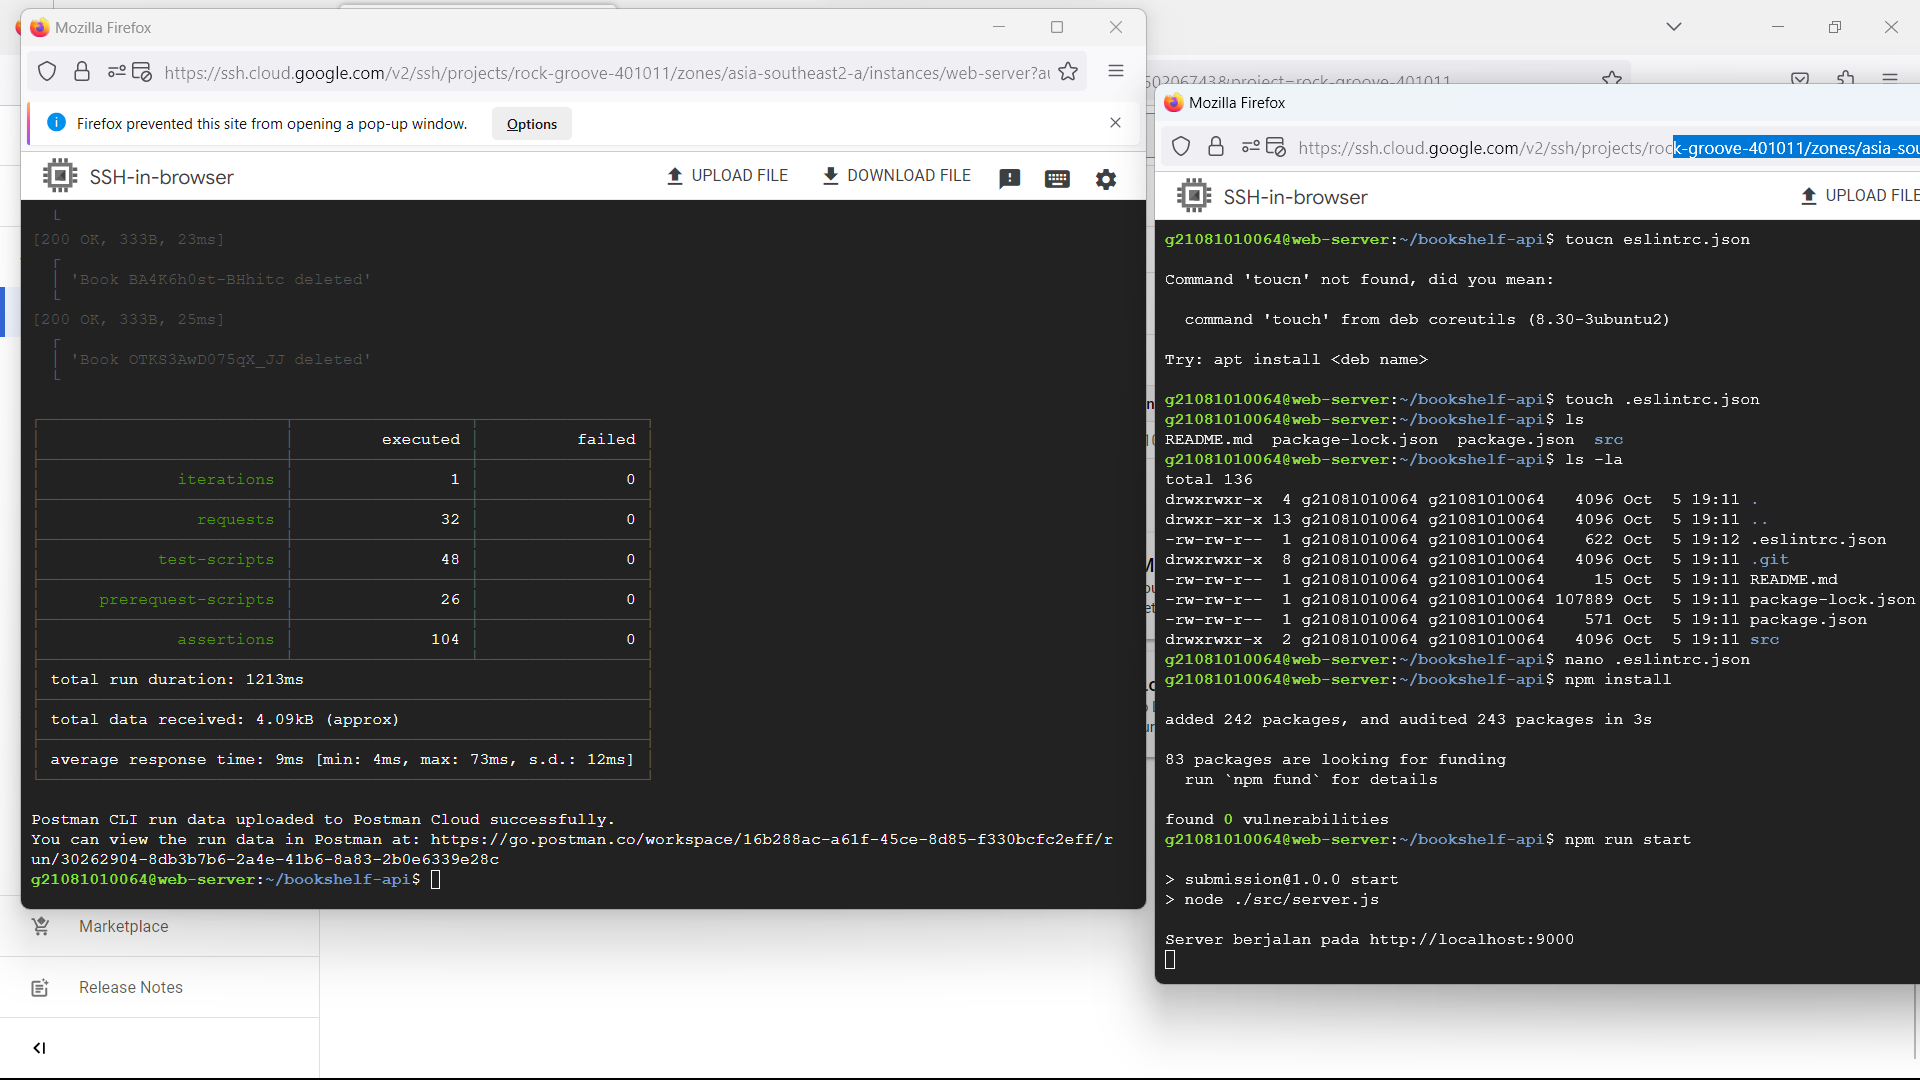 Mozilla Firefox
https://ssh.cloud.google.com/v2/ssh/projects/rock-groove-401011/zones/asia-southeast2-a/instances/web-server?au
Firefox prevented this site from opening a pop-up window.
Options
SSH-in-browser
UPLOAD FILE
DOWNLOAD FILE
[200 OK, 333B, 23ms]
'Book BA4K6h0st-BHhitc deleted'
[200 OK, 333B, 25ms]
'Book OTKS3AwD075qX_JJ deleted'
executed failed
iterations 1 0
requests 32 0
test-scripts 48 0
prerequest-scripts 26 0
assertions 104 0
total run duration: 1213ms
total data received: 4.09kB (approx)
average response time: 9ms [min: 4ms, max: 73ms, s.d.: 12ms]
Postman CLI run data uploaded to Postman Cloud successfully.
You can view the run data in Postman at: https://go.postman.co/workspace/16b288ac-a61f-45ce-8d85-f330bcfc2eff/r
un/30262904-8db3b7b6-2a4e-41b6-8a83-2b0e6339e28c
g21081010064@web-server:~/bookshelf-api$
Marketplace
Release Notes
50206743&project=rock-groove-401011
Mozilla Firefox
https://ssh.cloud.google.com/v2/ssh/projects/rock-groove-401011/zones/asia-sou
SSH-in-browser
UPLOAD FILE
g21081010064@web-server:~/bookshelf-api$ toucn eslintrc.json
Command 'toucn' not found, did you mean:
command 'touch' from deb coreutils (8.30-3ubuntu2)
Try: apt install <deb name>
g21081010064@web-server:~/bookshelf-api$ touch .eslintrc.json
g21081010064@web-server:~/bookshelf-api$ ls
README.md package-lock.json package.json src
g21081010064@web-server:~/bookshelf-api$ ls -la
total 136
drwxrwxr-x 4 g21081010064 g21081010064 4096 Oct 5 19:11 .
drwxr-xr-x 13 g21081010064 g21081010064 4096 Oct 5 19:11 ..
-rw-rw-r-- 1 g21081010064 g21081010064 622 Oct 5 19:12 .eslintrc.json
drwxrwxr-x 8 g21081010064 g21081010064 4096 Oct 5 19:11 .git
-rw-rw-r-- 1 g21081010064 g21081010064 15 Oct 5 19:11 README.md
-rw-rw-r-- 1 g21081010064 g21081010064 107889 Oct 5 19:11 package-lock.json
-rw-rw-r-- 1 g21081010064 g21081010064 571 Oct 5 19:11 package.json
drwxrwxr-x 2 g21081010064 g21081010064 4096 Oct 5 19:11 src
g21081010064@web-server:~/bookshelf-api$ nano .eslintrc.json
g21081010064@web-server:~/bookshelf-api$ npm install
added 242 packages, and audited 243 packages in 3s
83 packages are looking for funding
run `npm fund` for details
found 0 vulnerabilities
g21081010064@web-server:~/bookshelf-api$ npm run start
> submission@1.0.0 start
> node ./src/server.js
Server berjalan pada http://localhost:9000